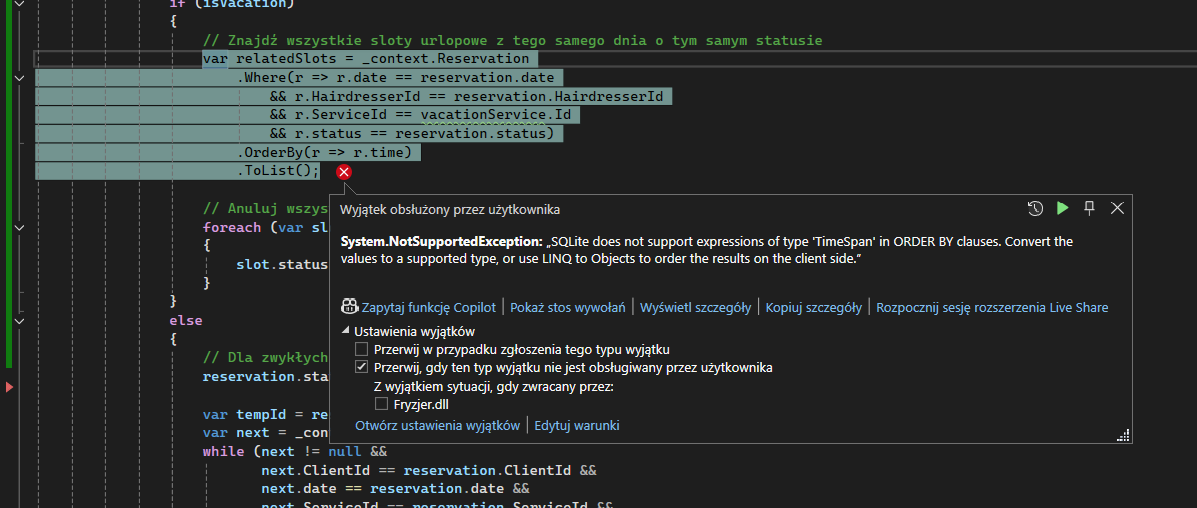 if (isVacation)
{
// Znajdź wszystkie sloty urlopowe z tego samego dnia o tym samym statusie
var relatedSlots = _context.Reservation
.Where(r => r.date == reservation.date
&& r.HairdresserId == reservation.HairdresserId
&& r.ServiceId == vacationService.Id
&& r.status == reservation.status)
.OrderBy(r => r.time)
.ToList();
// Anuluj wszys
foreach (var sl
{
slot.status
}
}
else
{
// Dla zwykłych
reservation.sta
var tempId = re
var next = _con
while (next != null &&
next.ClientId == reservation.ClientId &&
next.date == reservation.date &&
next.ServiceId == reservation.ServiceId &&
Wyjątek obsłużony przez użytkownika
System.NotSupportedException: „SQLite does not support expressions of type 'TimeSpan' in ORDER BY clauses. Convert the
values to a supported type, or use LINQ to Objects to order the results on the client side.”
Zapytaj funkcję Copilot | Pokaż stos wywołań | Wyświetl szczegóły | Kopiuj szczegóły | Rozpocznij sesję rozszerzenia Live Share
Ustawienia wyjątków
Przerwij w przypadku zgłoszenia tego typu wyjątku
Przerwij, gdy ten typ wyjątku nie jest obsługiwany przez użytkownika
Z wyjątkiem sytuacji, gdy zwracany przez:
Fryzjer.dll
Otwórz ustawienia wyjątków | Edytuj warunki